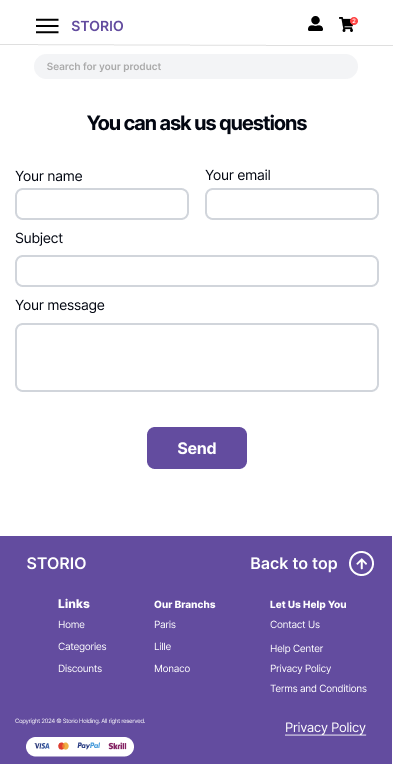 STORIO
2
Search for your product
You can ask us questions
Your name
Your email
Subject
Your message
Send
STORIO
Back to top
Links
Home
Categories
Discounts
Our Branchs
Paris
Lille
Monaco
Let Us Help You
Contact Us
Help Center
Privacy Policy
Terms and Conditions
Copyright 2024 © Storio Holding. All right reserved.
Privacy Policy
VISA PayPal Skrill